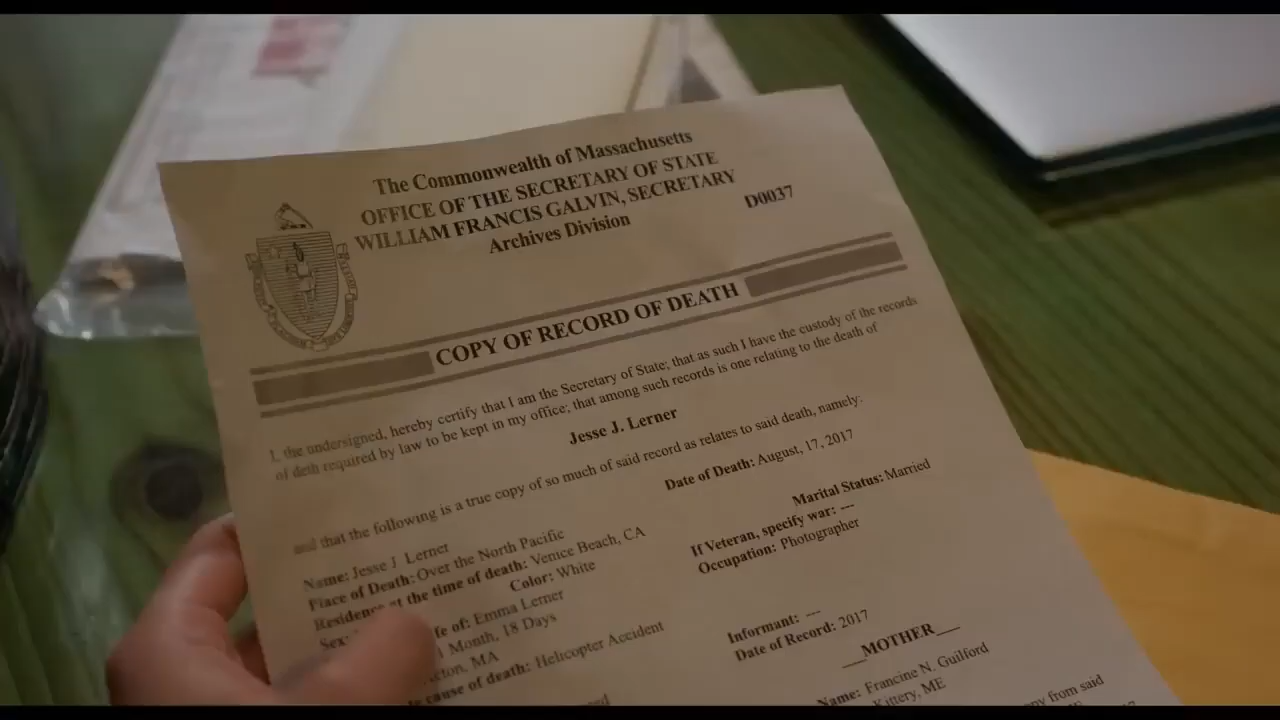 The Commonwealth of Massachusetts
OFFICE OF THE SECRETARY OF STATE
WILLIAM FRANCIS GALVIN, SECRETARY
D0037
Archives Division
COPY OF RECORD OF DEATH
I, the undersigned, hereby certify that I am the Secretary of State; that as such I have the custody of the records
of deth required by law to be kept in my office; that among such records is one relating to the death of
Jesse J. Lerner
and that the following is a true copy of so much of said record as relates to said death, namely:
Date of Death: August, 17, 2017
Name: Jesse J Lerner
Place of Death: Over the North Pacific
Marital Status: Married
Residence at the time of death: Venice Beach, CA
If Veteran, specify war: ---
Sex:
Color: White
Occupation: Photographer
of: Emma Lerner
Month, 18 Days
Informant: ---
MA
Date of Record: 2017
cause of death: Helicopter Accident
__MOTHER__
Name: Francine N. Guilford
Kittery, ME
from said